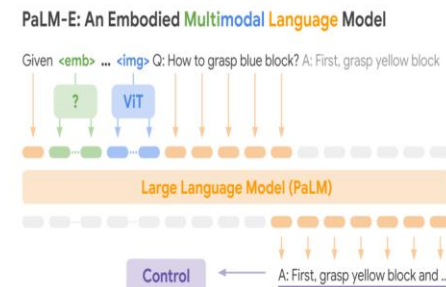 PaLM-E: An Embodied Multimodal Language Model
Given <emb> ... <img> Q: How to grasp blue block? A: First, grasp yellow block
?
ViT
Large Language Model (PaLM)
Control
A: First, grasp yellow block and ...